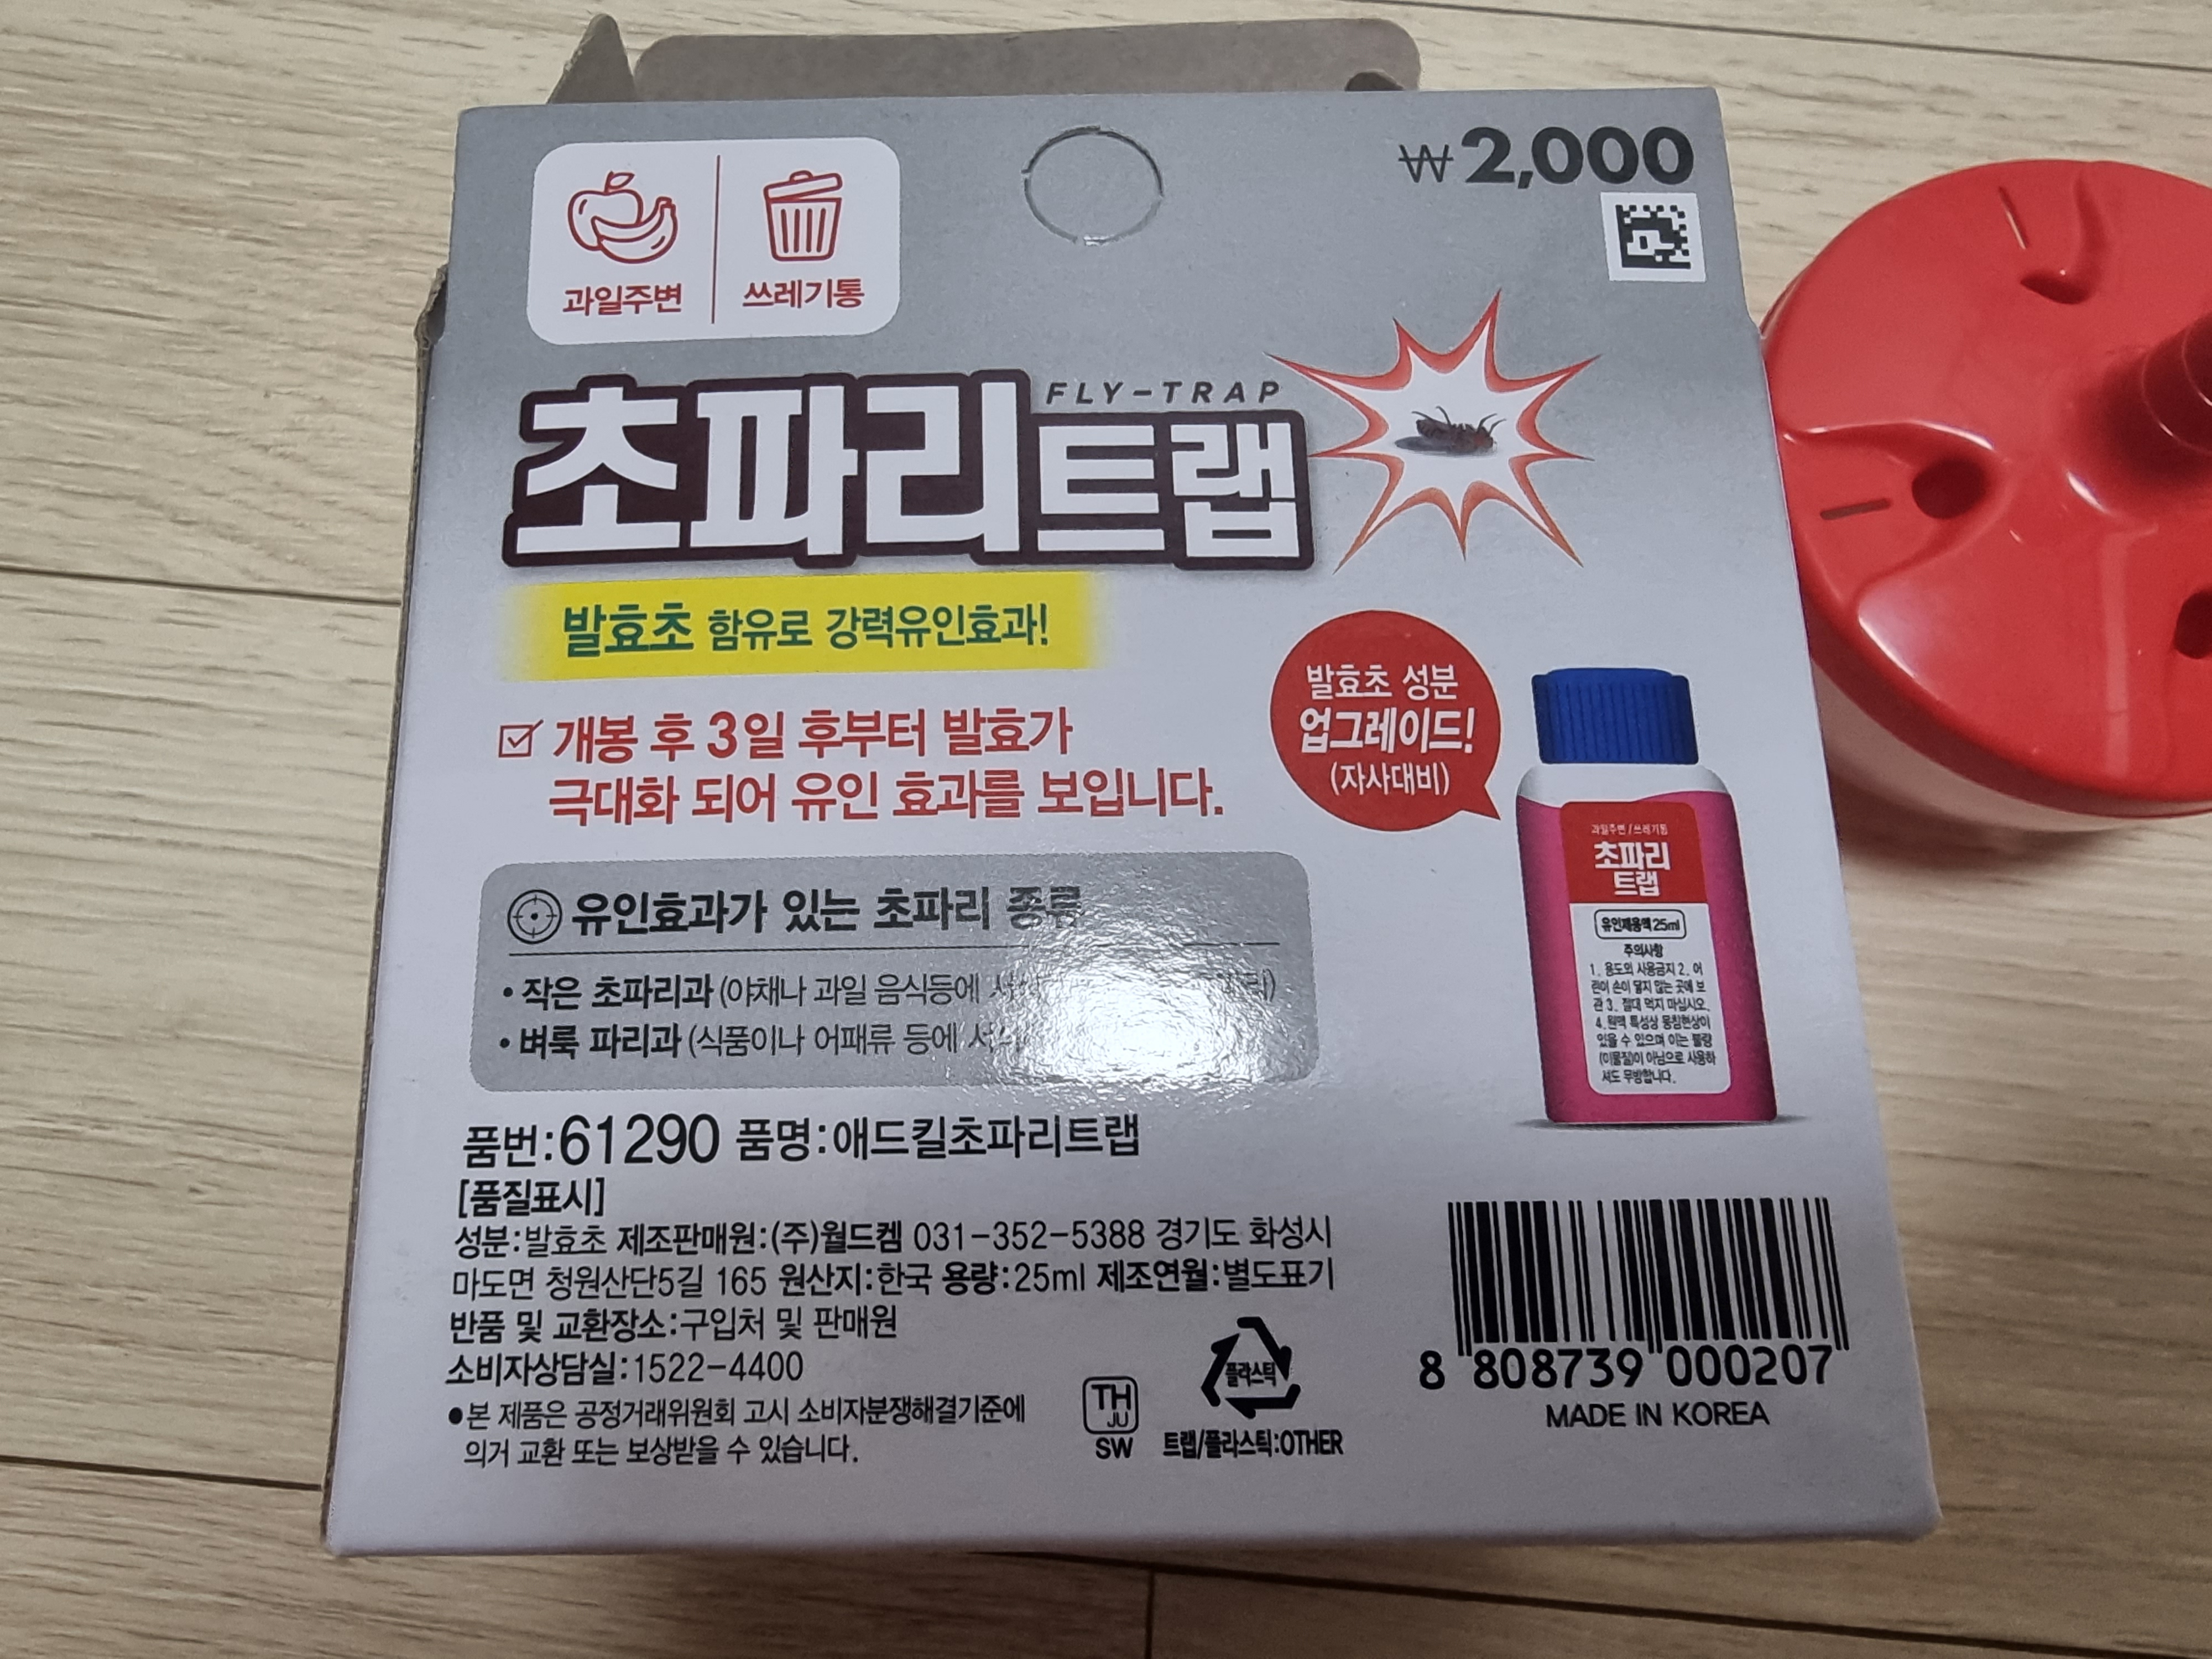 ₩2,000
과일주변
쓰레기통
FLY-TRAP
초파리트랩
발효초 함유로 강력유인효과!
개봉 후 3일 후부터 발효가
극대화 되어 유인 효과를 보입니다.
발효초 성분
업그레이드!
(자사대비)
유인효과가 있는 초파리 종류
• 작은 초파리과 (야채나 과일 음식등에
• 벼룩 파리과 (식품이나 어패류 등에
과일주변/쓰레기통
초파리
트랩
유인제용액 25ml
주의사항
1. 용도외 사용금지 2. 어
린이 손이 닿지 않는 곳에 보
관 3. 절대 먹지 마십시오.
4. 원액 특성상 뭉침현상이
있을 수 있으며 이는 불량
(이물질)이 아님으로 사용하
셔도 무방합니다.
품번:61290 품명:애드킬초파리트랩
[품질표시]
성분:발효초 제조판매원:(주)월드켐 031-352-5388 경기도 화성시
마도면 청원산단5길 165 원산지:한국 용량:25ml 제조연월:별도표기
반품 및 교환장소:구입처 및 판매원
소비자상담실:1522-4400
●본 제품은 공정거래위원회 고시 소비자분쟁해결기준에
의거 교환 또는 보상받을 수 있습니다.
TH
JU
SW
플라스틱
트랩/플라스틱:OTHER
8 808739 000207
MADE IN KOREA